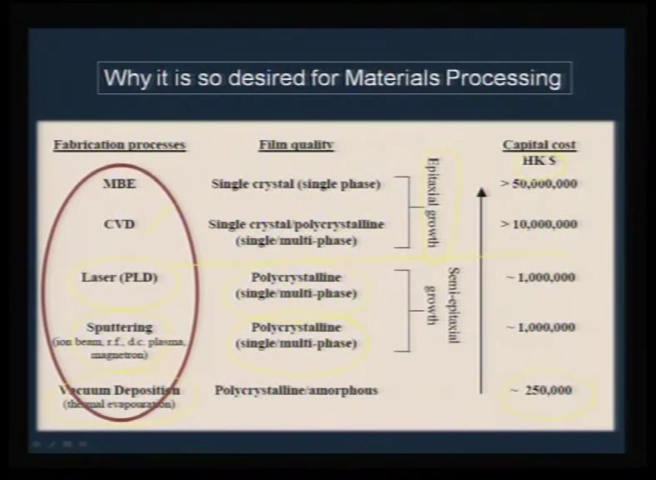 Why it is so desired for Materials Processing
Fabrication processes Film quality Capital cost
HK $
MBE Single crystal (single phase) > 50,000,000
CVD Single crystal/polycrystalline > 10,000,000
(single/multi-phase)
Epitaxial growth
Laser (PLD) Polycrystalline ~ 1,000,000
(single/multi-phase)
Semi-epitaxial
growth
Sputtering Polycrystalline ~ 1,000,000
(ion beam, r.f., d.c. plasma, (single/multi-phase)
magnetron)
Vacuum Deposition Polycrystalline/amorphous ~ 250,000
(thermal evapouration)